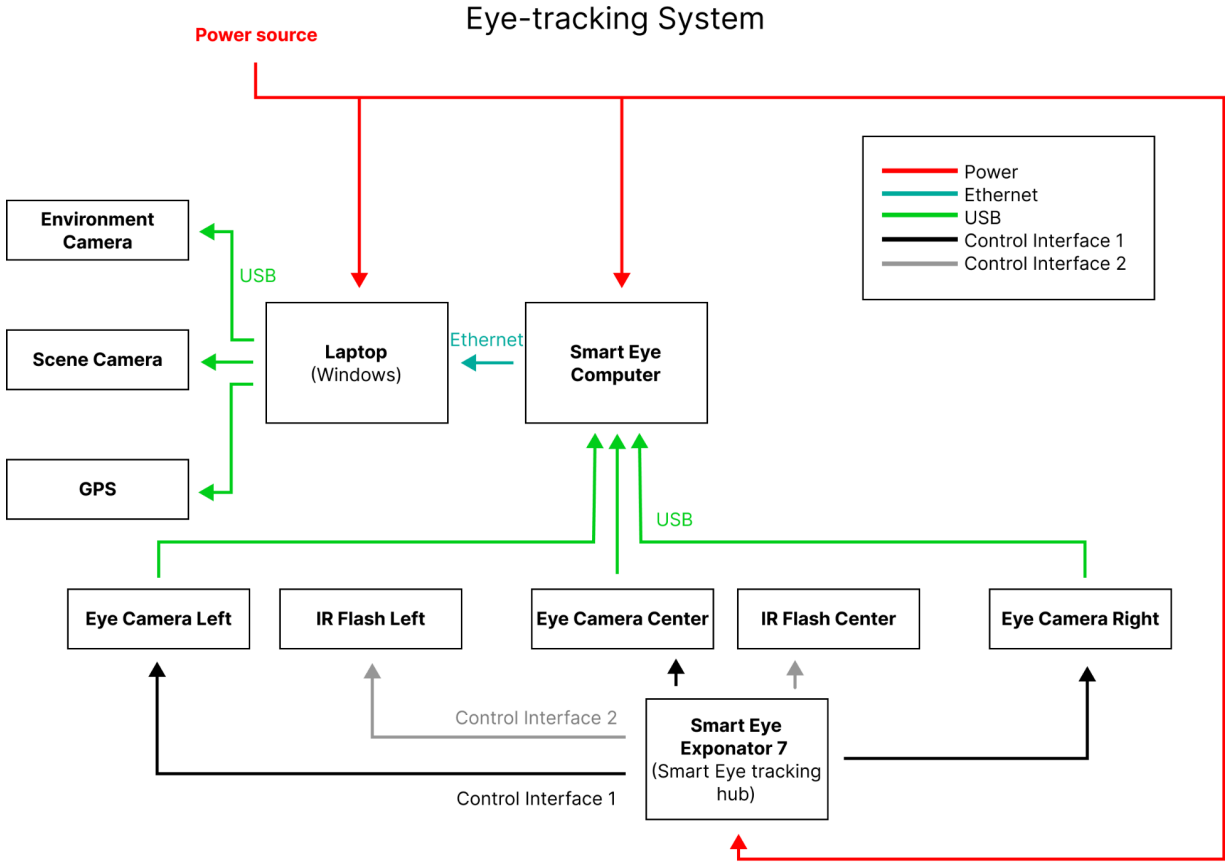 Eye-tracking System
Power source
Power
Ethernet
USB
Control Interface 1
Control Interface 2
Environment
Camera
USB
Scene Camera
Laptop
(Windows)
Ethernet
Smart Eye
Computer
GPS
USB
Eye Camera Left
IR Flash Left
Eye Camera Center
IR Flash Center
Eye Camera Right
Control Interface 2
Control Interface 1
Smart Eye
Exponator 7
(Smart Eye tracking
hub)